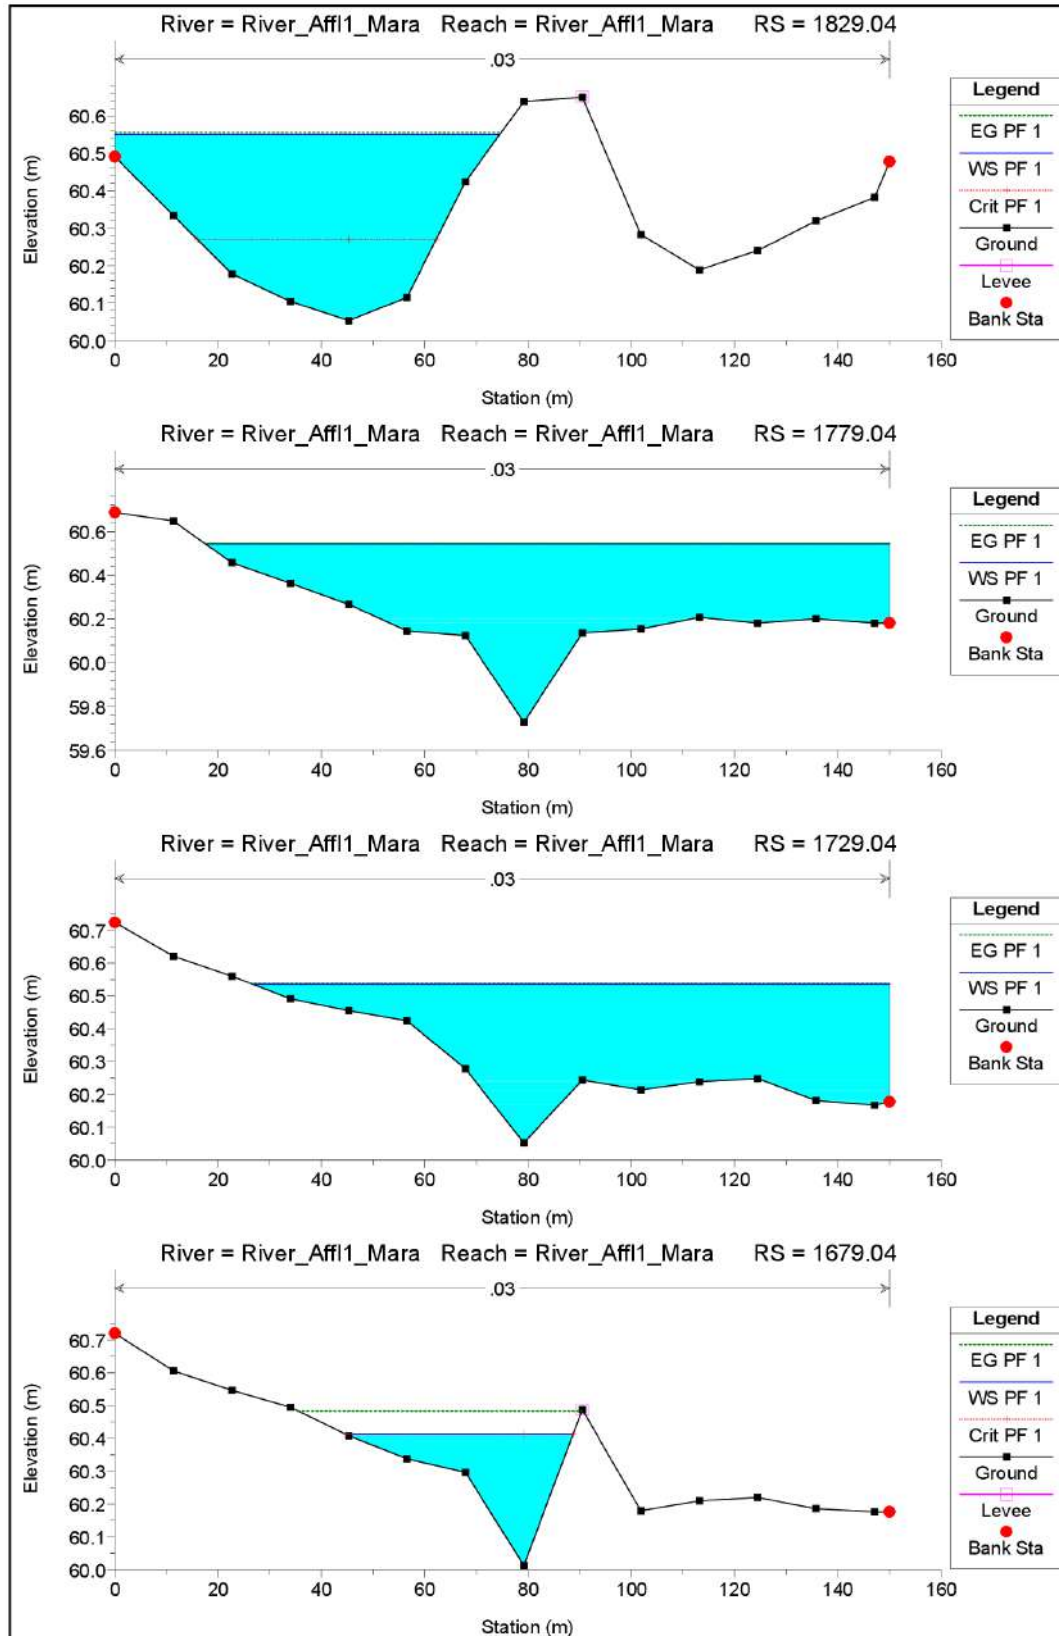 River = River_Affl1_Mara Reach = River_Affl1_Mara RS = 1829.04
.03
Elevation (m)
60.6
60.5
60.4
60.3
60.2
60.1
60.0
0 20 40 60 80 100 120 140 160
Station (m)
Legend
EG PF 1
WS PF 1
Crit PF 1
Ground
Levee
Bank Sta
River = River_Affl1_Mara Reach = River_Affl1_Mara RS = 1779.04
.03
Elevation (m)
60.6
60.4
60.2
60.0
59.8
59.6
0 20 40 60 80 100 120 140 160
Station (m)
Legend
EG PF 1
WS PF 1
Ground
Bank Sta
River = River_Affl1_Mara Reach = River_Affl1_Mara RS = 1729.04
.03
Elevation (m)
60.7
60.6
60.5
60.4
60.3
60.2
60.1
60.0
0 20 40 60 80 100 120 140 160
Station (m)
Legend
EG PF 1
WS PF 1
Ground
Bank Sta
River = River_Affl1_Mara Reach = River_Affl1_Mara RS = 1679.04
.03
Elevation (m)
60.7
60.6
60.5
60.4
60.3
60.2
60.1
60.0
0 20 40 60 80 100 120 140 160
Station (m)
Legend
EG PF 1
WS PF 1
Crit PF 1
Ground
Levee
Bank Sta